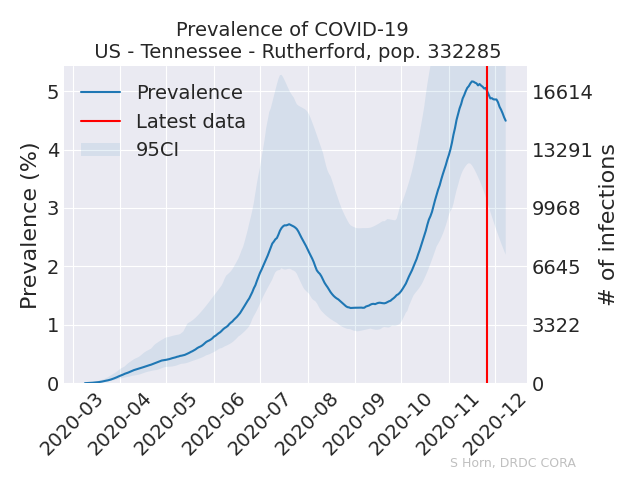 Prevalence of COVID-19
US - Tennessee - Rutherford, pop. 332285
Prevalence
Latest data
95CI
Prevalence (%)
5
4
3
2
1
0
16614
13291
9968
6645
3322
0
# of infections
2020-03
2020-04
2020-05
2020-06
2020-07
2020-08
2020-09
2020-10
2020-11
2020-12
S Horn, DRDC CORA